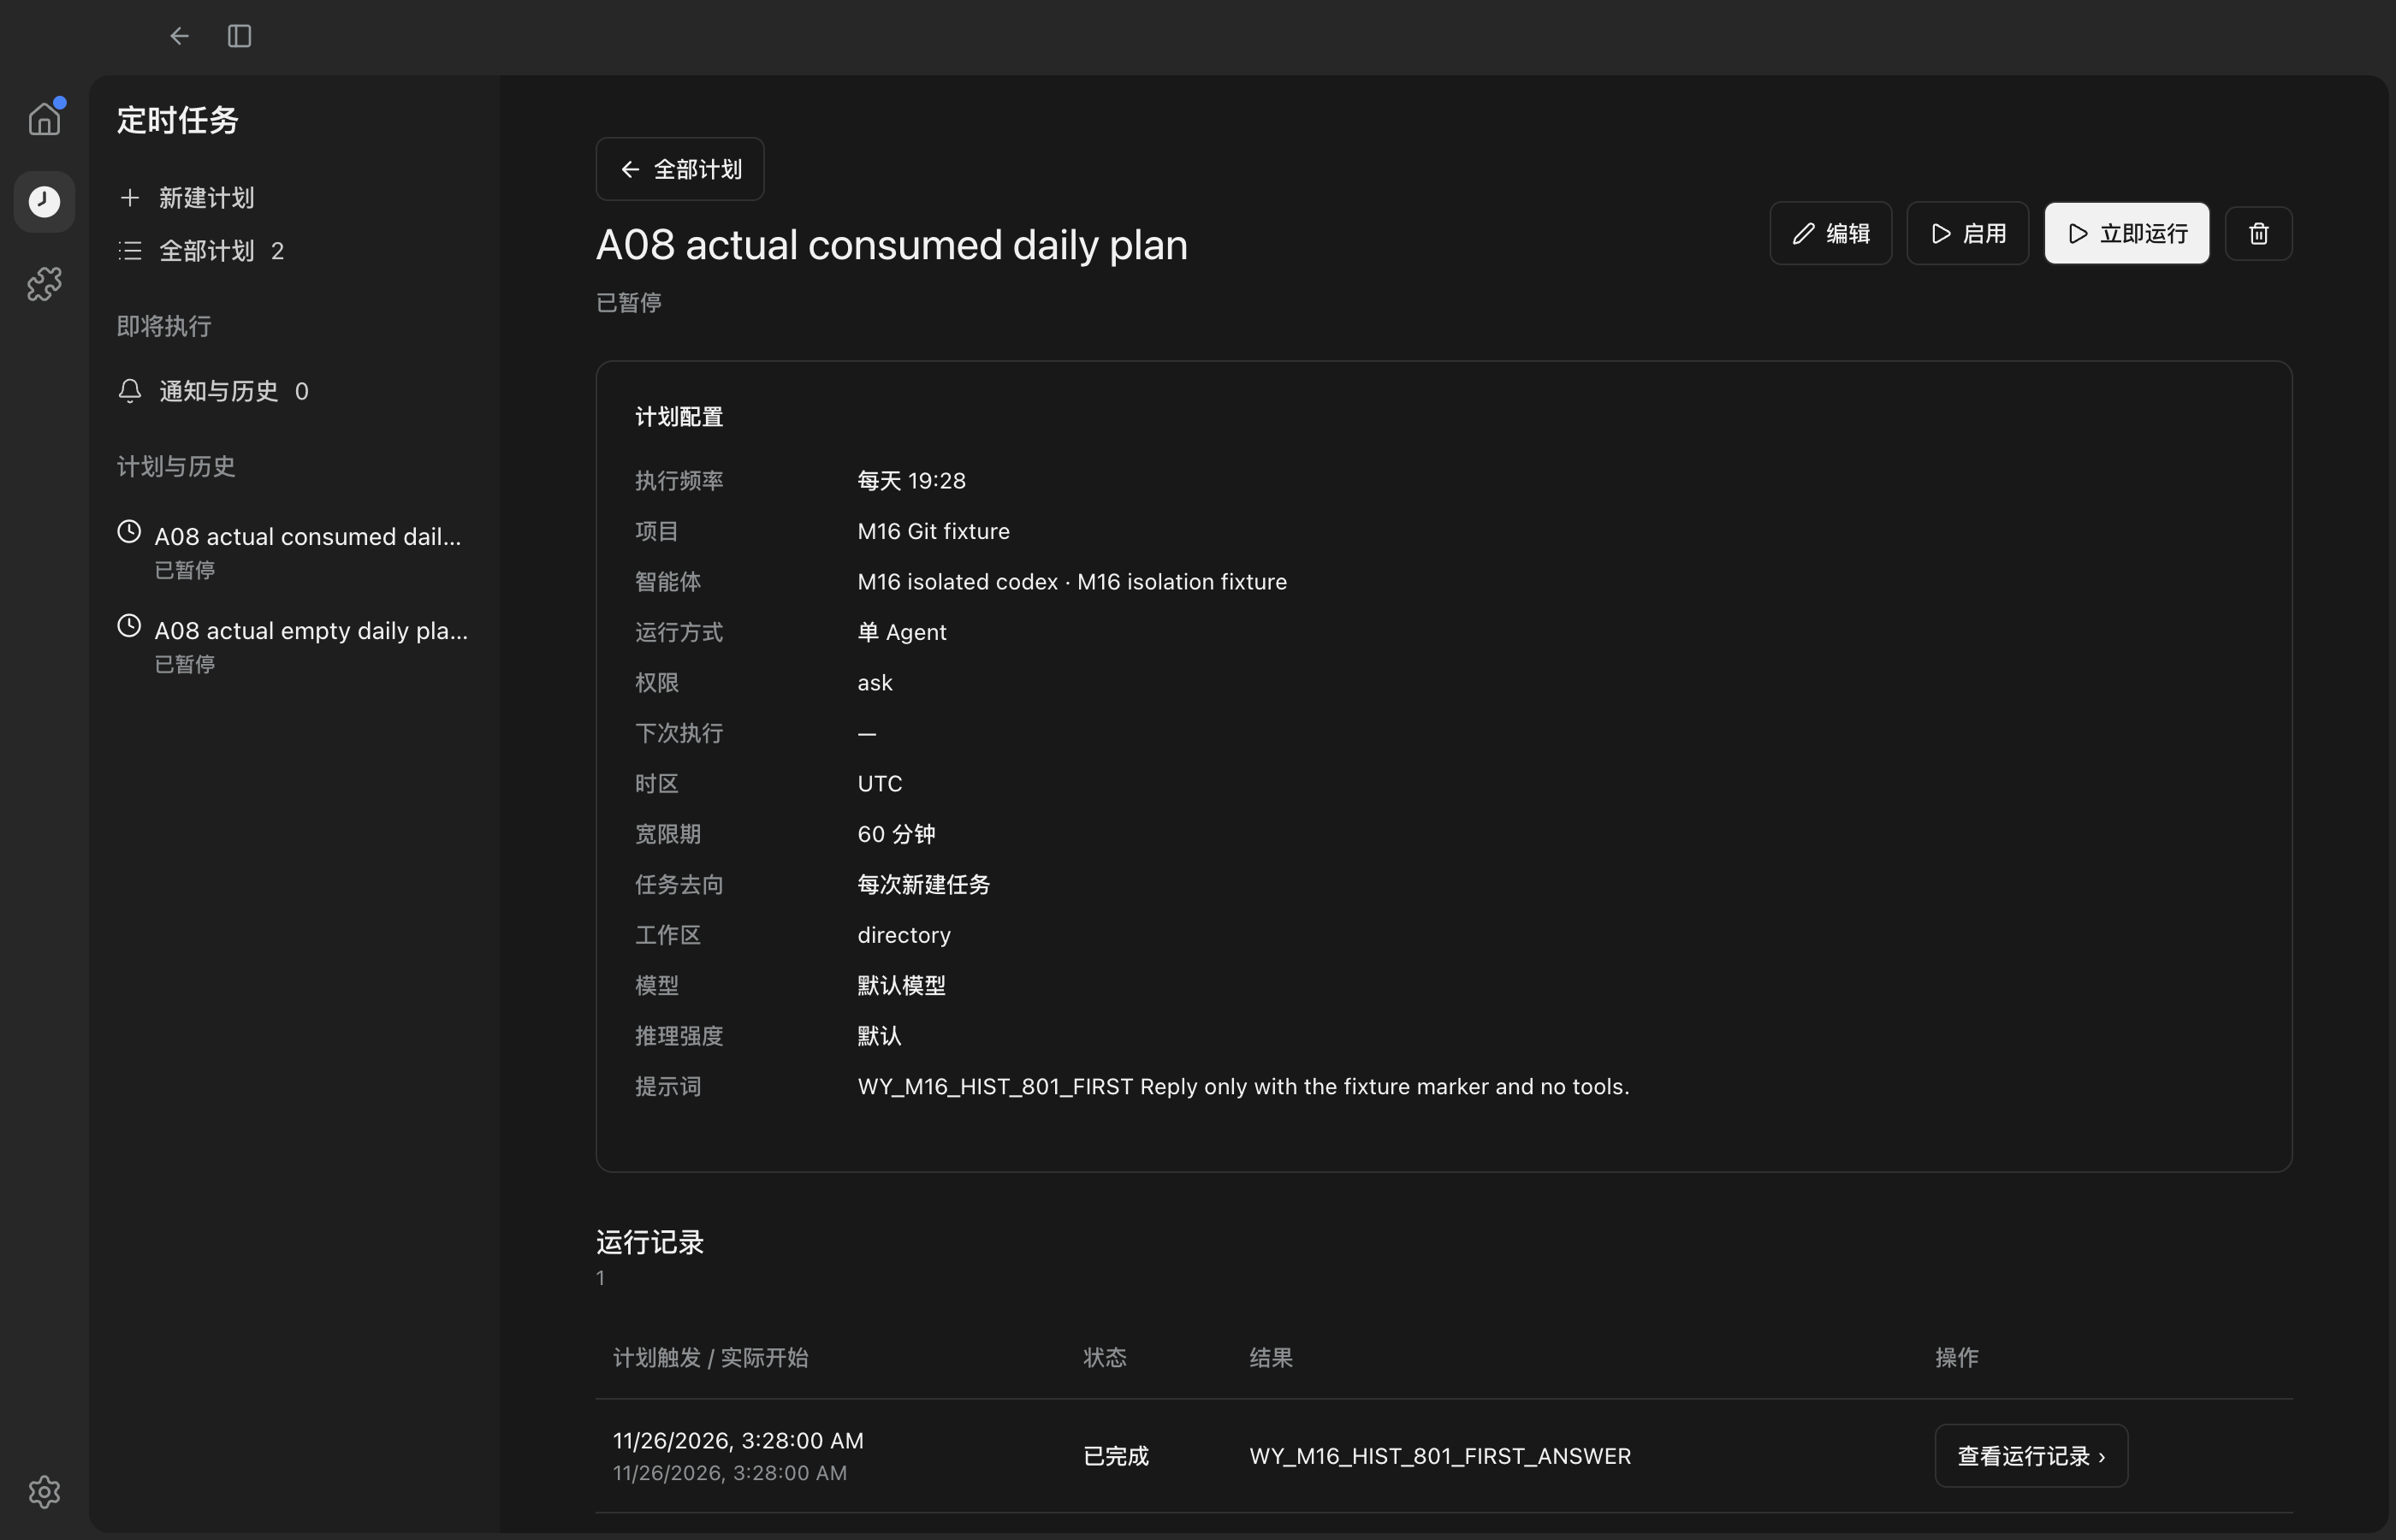 定时任务
新建计划
全部计划 2
即将执行
通知与历史 0
计划与历史
A08 actual consumed dail...
已暂停
A08 actual empty daily pla...
已暂停
全部计划
A08 actual consumed daily plan
已暂停
编辑
启用
立即运行
计划配置
执行频率 每天 19:28
项目 M16 Git fixture
智能体 M16 isolated codex · M16 isolation fixture
运行方式 单 Agent
权限 ask
下次执行 —
时区 UTC
宽限期 60 分钟
任务去向 每次新建任务
工作区 directory
模型 默认模型
推理强度 默认
提示词 WY_M16_HIST_801_FIRST Reply only with the fixture marker and no tools.
运行记录
1
计划触发 / 实际开始 状态 结果 操作
11/26/2026, 3:28:00 AM
11/26/2026, 3:28:00 AM
已完成 WY_M16_HIST_801_FIRST_ANSWER 查看运行记录 ›